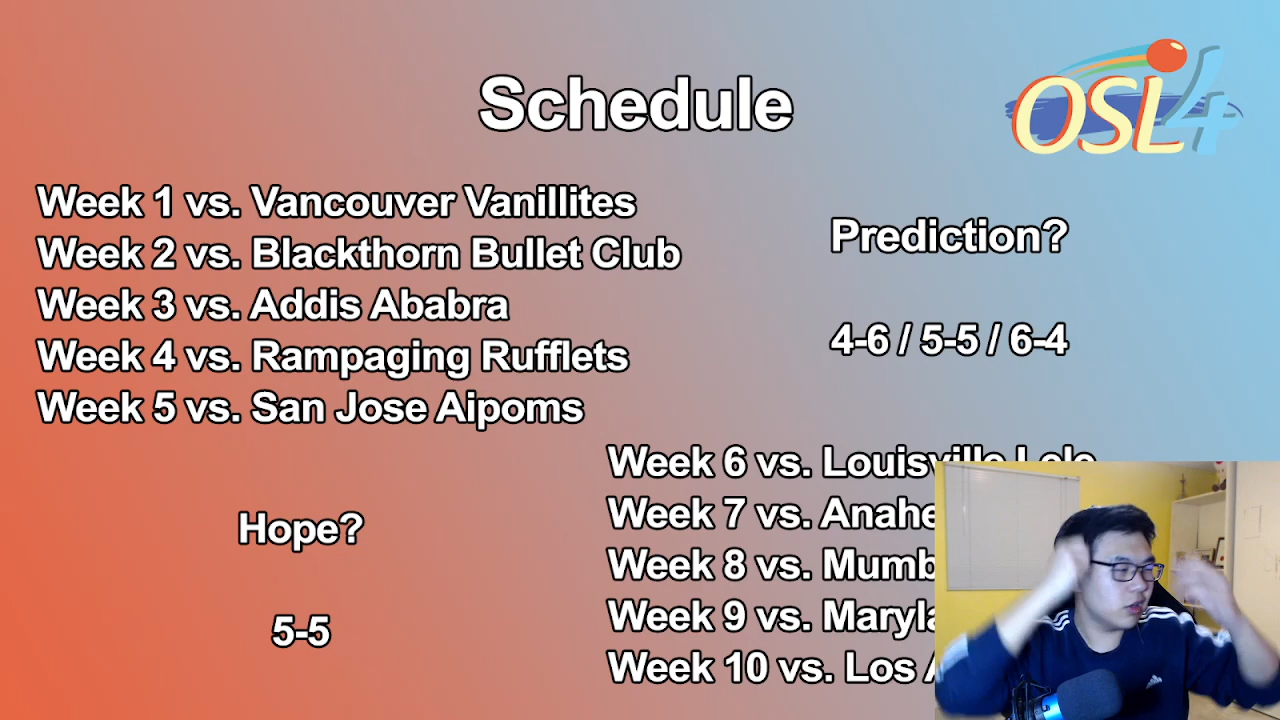 Schedule
OSL4
Week 1 vs. Vancouver Vanillites
Week 2 vs. Blackthorn Bullet Club
Week 3 vs. Addis Ababra
Week 4 vs. Rampaging Rufflets
Week 5 vs. San Jose Aipoms
Prediction?
4-6 / 5-5 / 6-4
Hope?
5-5
Week 6 vs.
Week 7 vs.
Week 8 vs.
Week 9 vs.
Week 10 vs. Los